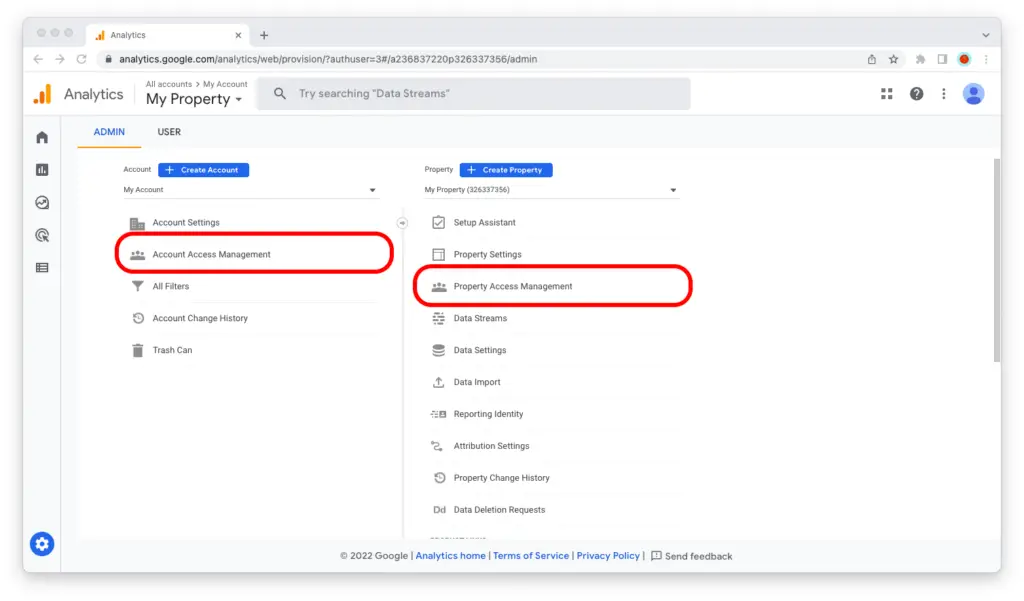 Analytics
analytics.google.com/analytics/web/provision/?authuser=3#/a236837220p326337356/admin
Analytics
All accounts > My Account
My Property
Try searching "Data Streams"
ADMIN
USER
Account
Create Account
My Account
Account Settings
Account Access Management
All Filters
Account Change History
Trash Can
Property
Create Property
My Property (326337356)
Setup Assistant
Property Settings
Property Access Management
Data Streams
Data Settings
Data Import
Reporting Identity
Attribution Settings
Property Change History
Dd Data Deletion Requests
© 2022 Google | Analytics home | Terms of Service | Privacy Policy | Send feedback